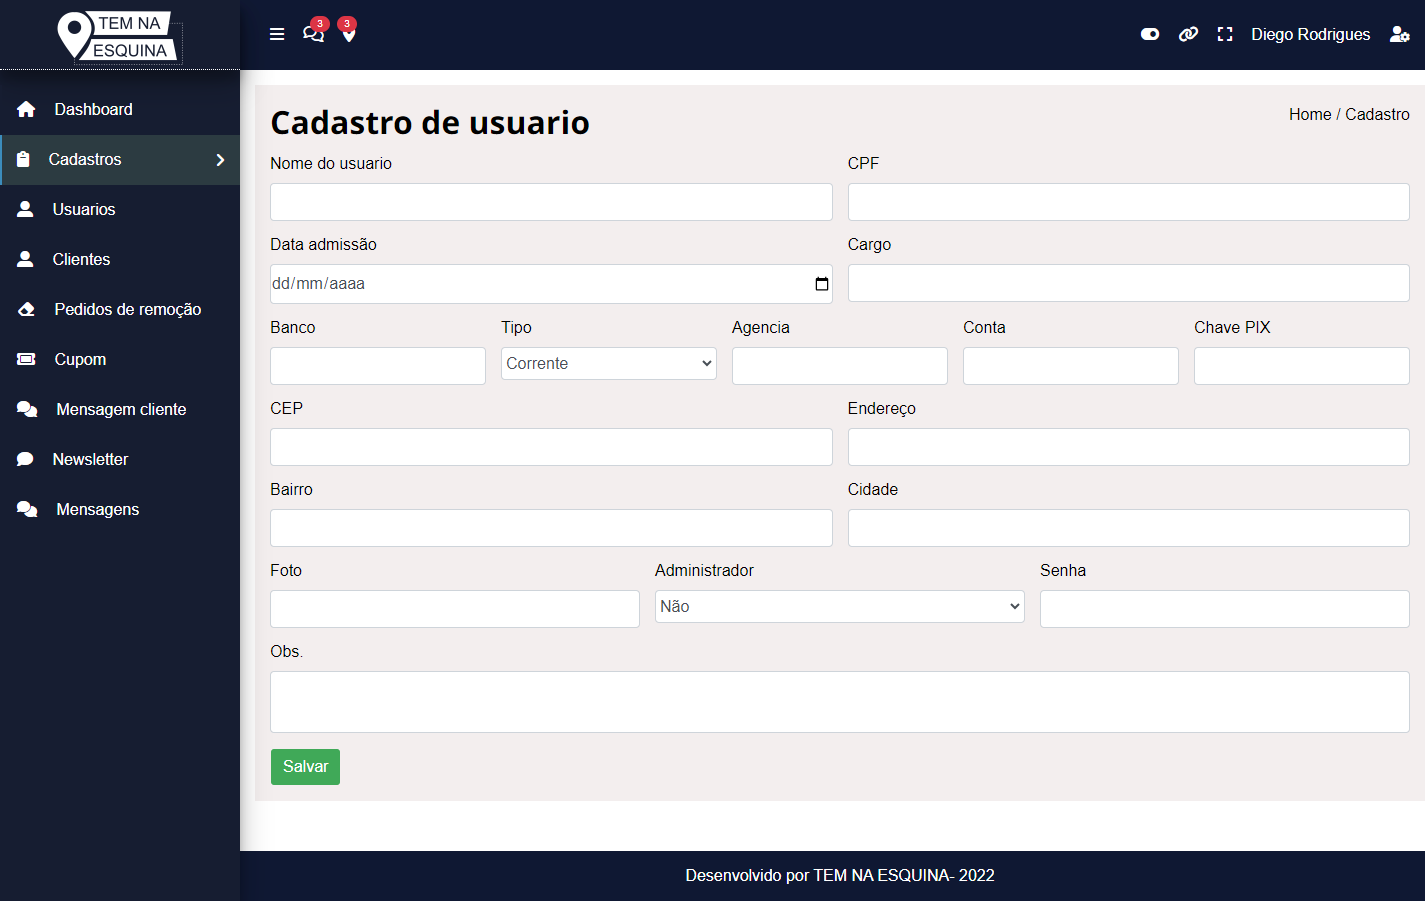 TEM NA
ESQUINA
3 3
Diego Rodrigues
Dashboard
Cadastros
Usuarios
Clientes
Pedidos de remoção
Cupom
Mensagem cliente
Newsletter
Mensagens
Cadastro de usuario
Home / Cadastro
Nome do usuario CPF
Data admissão Cargo
dd/mm/aaaa
Banco Tipo Agencia Conta Chave PIX
Corrente
CEP Endereço
Bairro Cidade
Foto Administrador Senha
Não
Obs.
Salvar
Desenvolvido por TEM NA ESQUINA- 2022